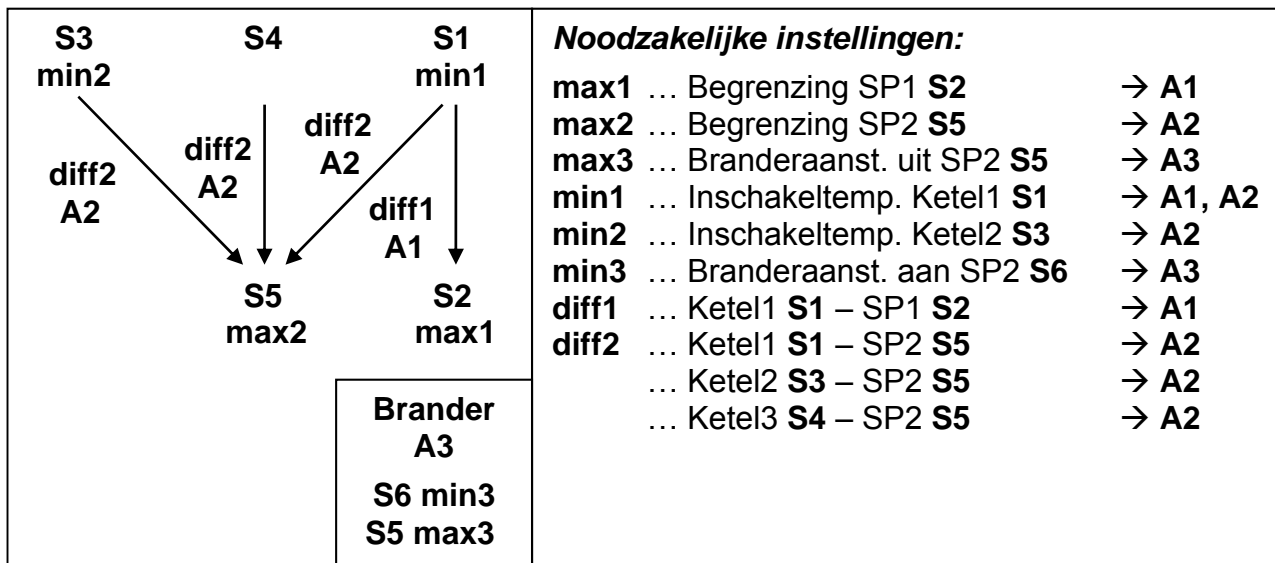 S3 S4 S1
min2 min1
diff2
A2
diff2
A2
diff2
A2
diff1
A1
S5 S2
max2 max1
Brander
A3
S6 min3
S5 max3
Noodzakelijke instellingen:
max1 … Begrenzing SP1 S2 → A1
max2 … Begrenzing SP2 S5 → A2
max3 … Branderaanst. uit SP2 S5 → A3
min1 … Inschakeltemp. Ketel1 S1 → A1, A2
min2 … Inschakeltemp. Ketel2 S3 → A2
min3 … Branderaanst. aan SP2 S6 → A3
diff1 … Ketel1 S1 – SP1 S2 → A1
diff2 … Ketel1 S1 – SP2 S5 → A2
… Ketel2 S3 – SP2 S5 → A2
… Ketel3 S4 – SP2 S5 → A2